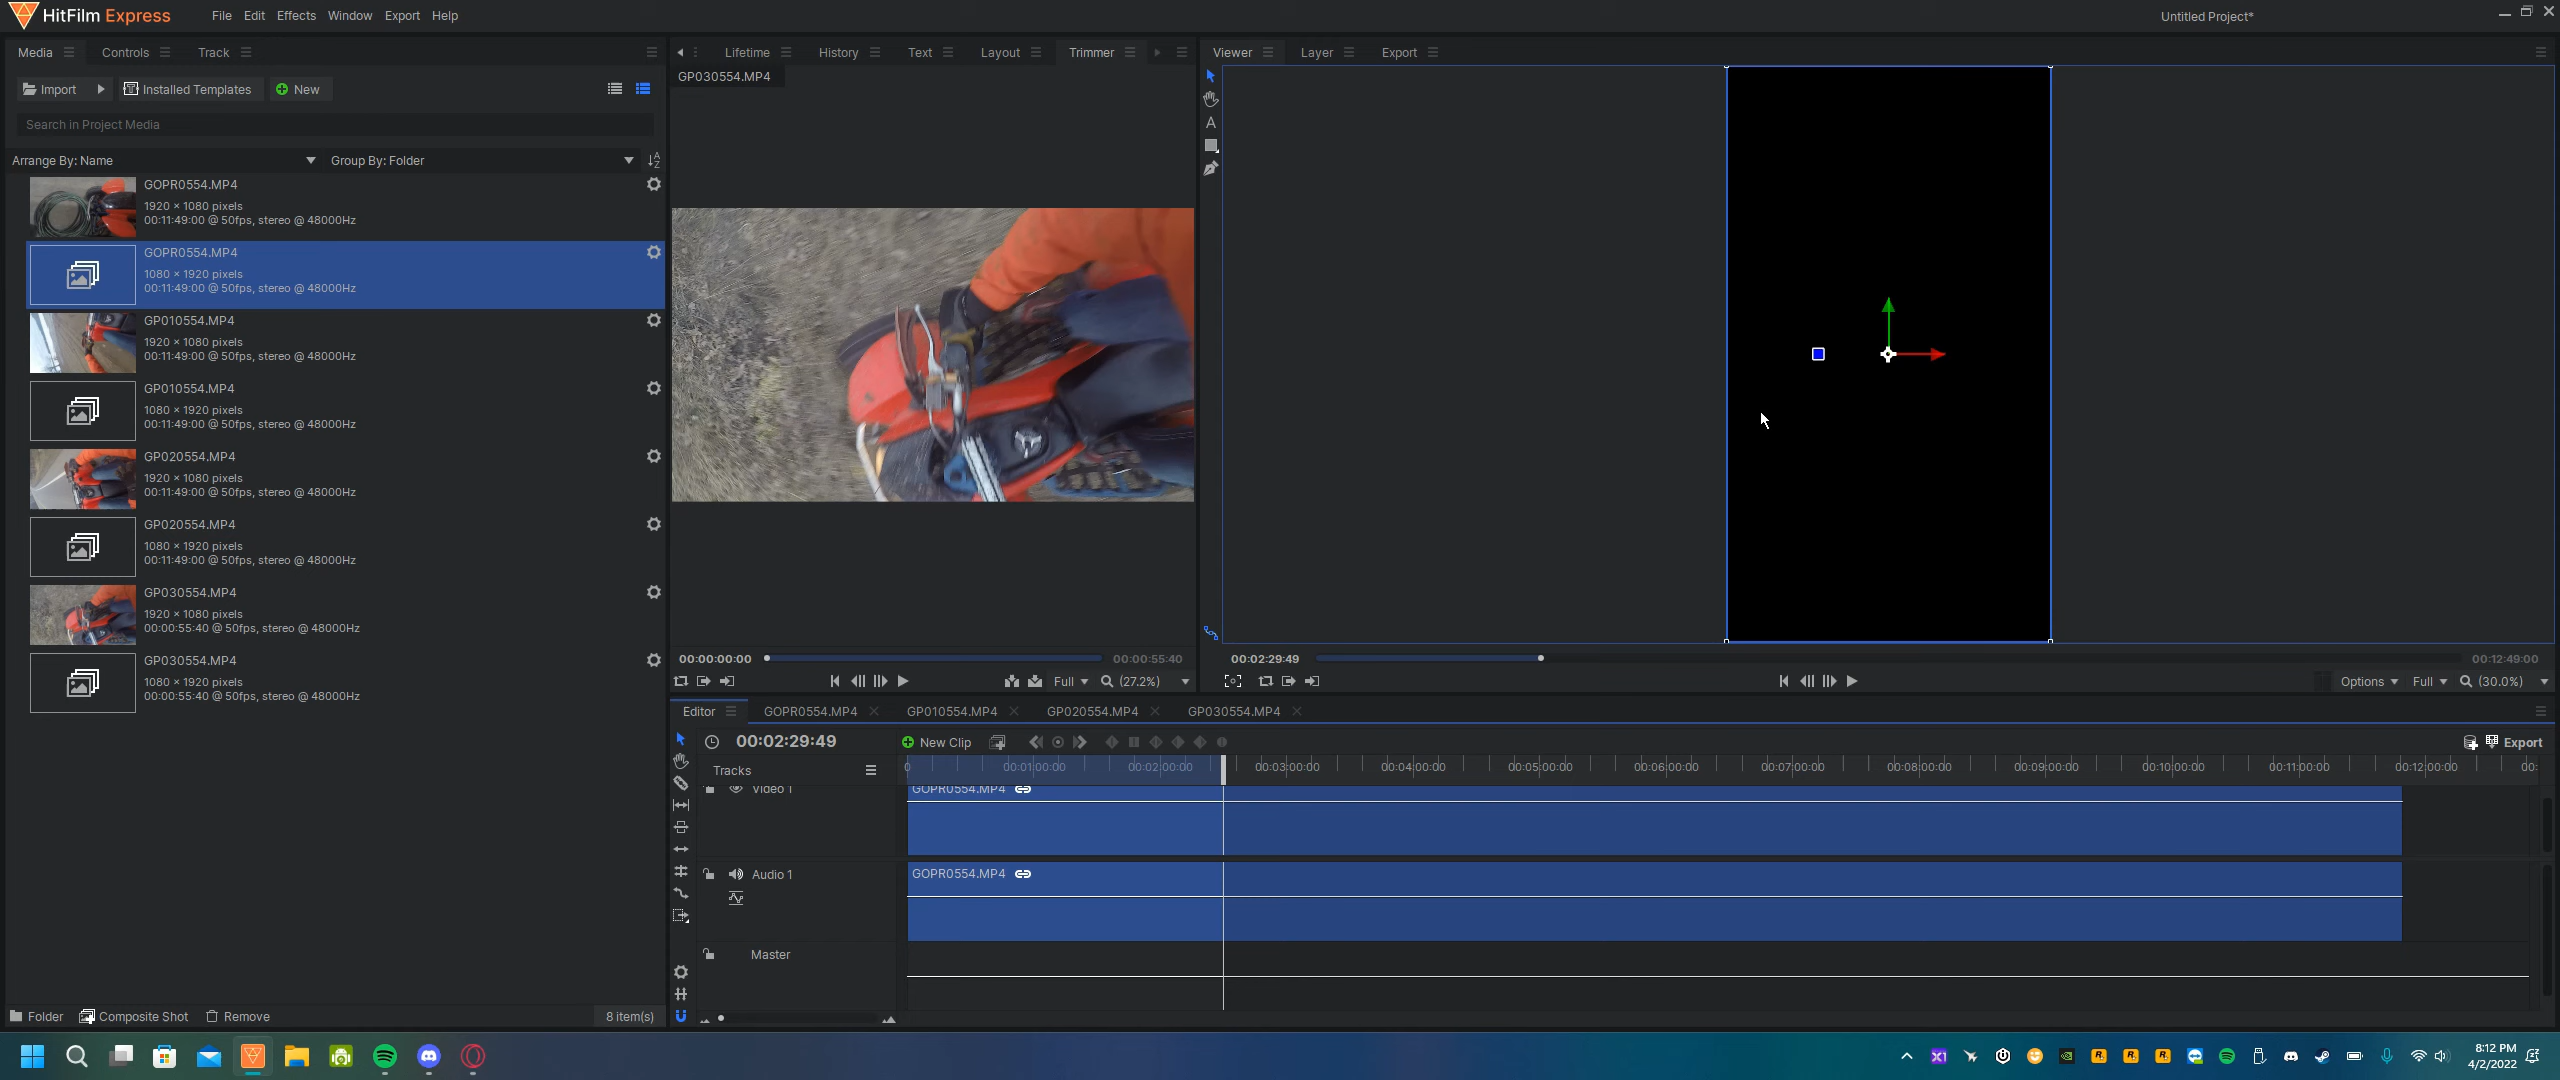 HitFilm Express File Edit Effects Window Export Help Untitled Project*
Media Controls Track Lifetime History Text Layout Trimmer Viewer Layer Export
Import Installed Templates New
GP030554.MP4
Search in Project Media
Arrange By: Name Group By: Folder
GOPR0554.MP4
1920 × 1080 pixels
00:11:49:00 @ 50fps, stereo @ 48000Hz
GOPR0554.MP4
1080 × 1920 pixels
00:11:49:00 @ 50fps, stereo @ 48000Hz
GP010554.MP4
1920 × 1080 pixels
00:11:49:00 @ 50fps, stereo @ 48000Hz
GP010554.MP4
1080 × 1920 pixels
00:11:49:00 @ 50fps, stereo @ 48000Hz
GP020554.MP4
1920 × 1080 pixels
00:11:49:00 @ 50fps, stereo @ 48000Hz
GP020554.MP4
1080 × 1920 pixels
00:11:49:00 @ 50fps, stereo @ 48000Hz
GP030554.MP4
1920 × 1080 pixels
00:00:55:40 @ 50fps, stereo @ 48000Hz
GP030554.MP4
1080 × 1920 pixels
00:00:55:40 @ 50fps, stereo @ 48000Hz
00:00:00:00 00:00:55:40 00:02:29:49 00:12:49:00
Full (27.2%) Options Full (30.0%)
Editor GOPR0554.MP4 GP010554.MP4 GP020554.MP4 GP030554.MP4
00:02:29:49 New Clip Export
Tracks 0 00:01:00:00 00:02:00:00 00:03:00:00 00:04:00:00 00:05:00:00 00:06:00:00 00:07:00:00 00:08:00:00 00:09:00:00 00:10:00:00 00:11:00:00 00:12:00:00 00:
Video 1 GOPR0554.MP4
Audio 1 GOPR0554.MP4
Master
Folder Composite Shot Remove 8 item(s)
X1 8:12 PM
4/2/2022